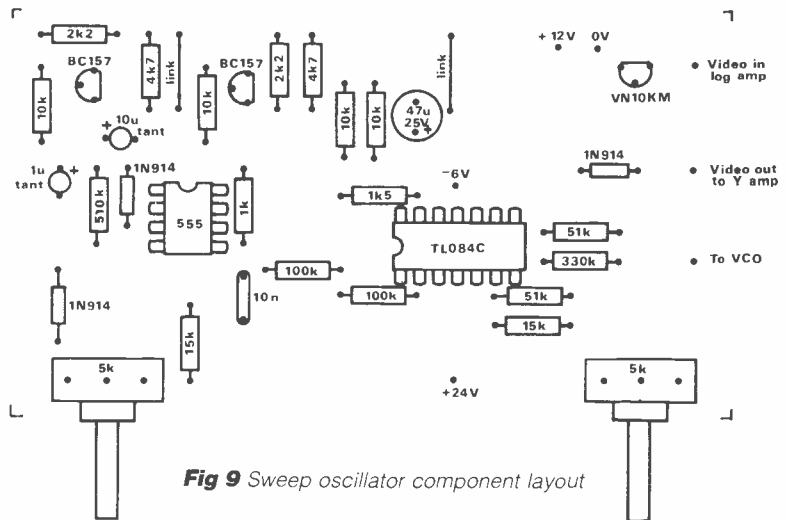 2k2
BC157
4k7
link
BC157
2k2
4k7
link
+12V
0V
Video in
log amp
VN10KM
10k
10u
tant
10k
10k
10k
47u
25V
+
+
1u
tant
+
510k
1N914
555
1k
1k5
-6V
TL084C
1N914
Video out
to Y amp
51k
330k
To VCO
100k
100k
51k
15k
1N914
10n
15k
5k
+24V
5k
Fig 9 Sweep oscillator component layout